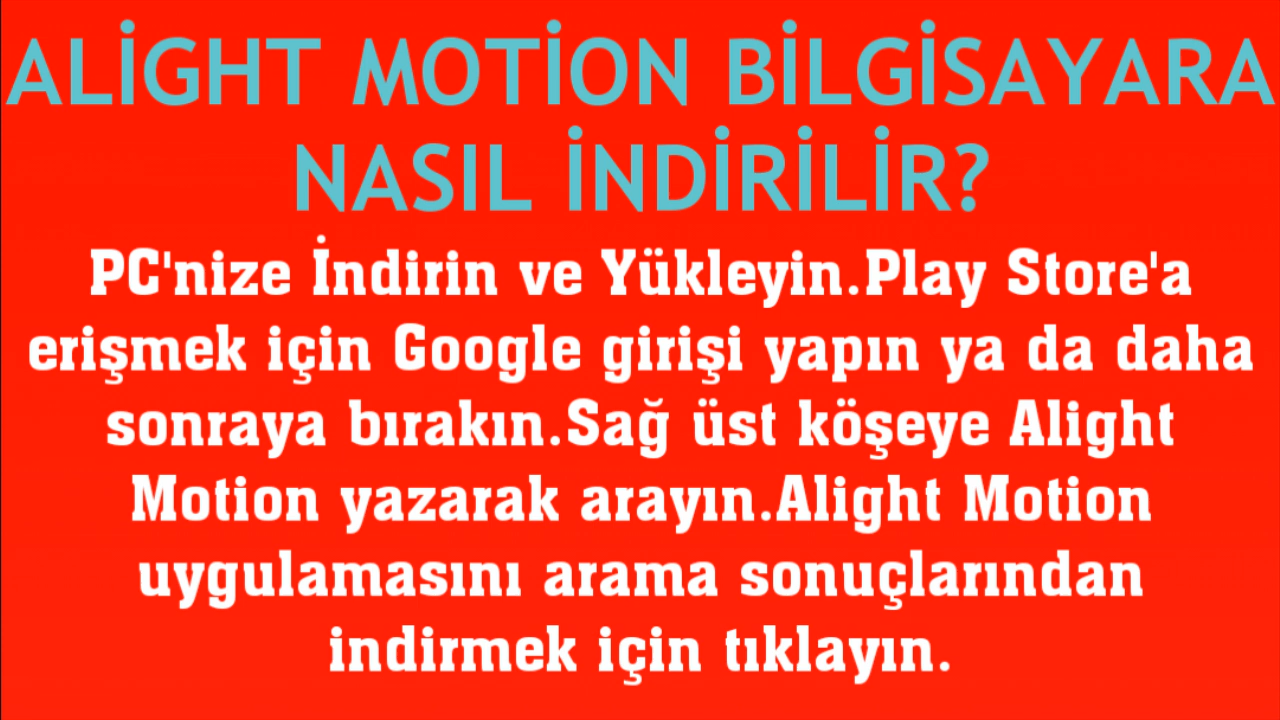 ALİGHT MOTİON BİLGİSAYARA
NASIL İNDİRİLİR?
PC'nize İndirin ve Yükleyin.Play Store'a
erişmek için Google girişi yapın ya da daha
sonraya bırakın.Sağ üst köşeye Alight
Motion yazarak arayın.Alight Motion
uygulamasını arama sonuçlarından
indirmek için tıklayın.